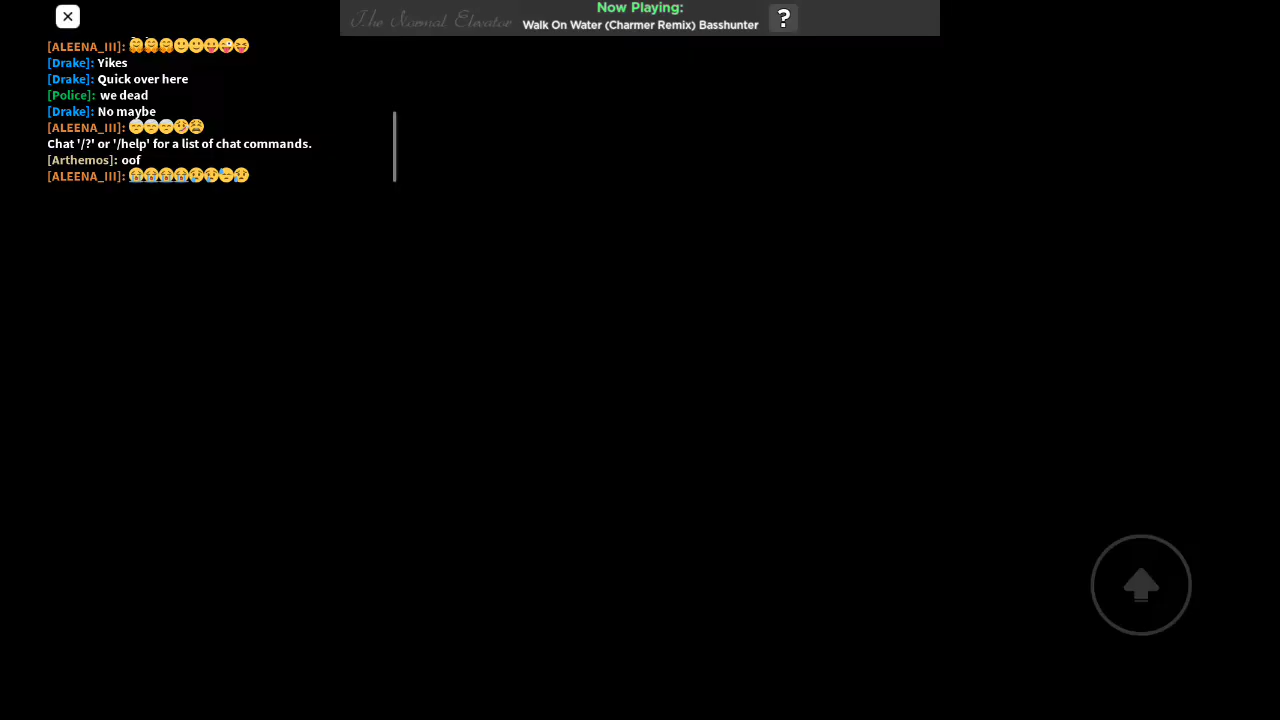 The Normal Elevator
Now Playing:
Walk On Water (Charmer Remix) Basshunter
?
[ALEENA_III]: 🤗🤗🤗🙂🙂😛😜😝
[Drake]: Yikes
[Drake]: Quick over here
[Police]: we dead
[Drake]: No maybe
[ALEENA_III]:
Chat '/?' or '/help' for a list of chat commands.
[Arthemos]: oof
[ALEENA_III]: 😭😭😭😭😢😢😓😢